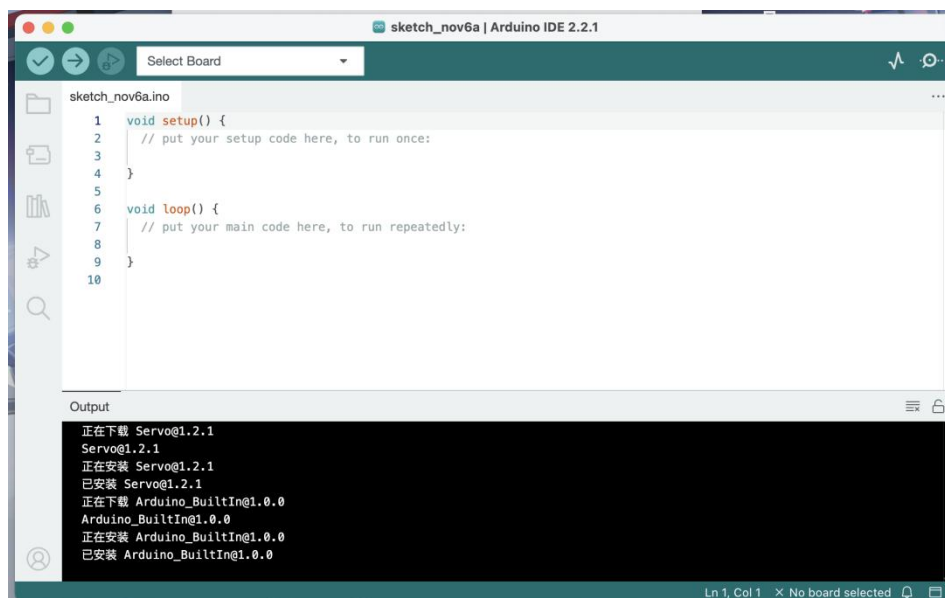 sketch_nov6a | Arduino IDE 2.2.1
Select Board
sketch_nov6a.ino
1 void setup() {
2 // put your setup code here, to run once:
3
4 }
5
6 void loop() {
7 // put your main code here, to run repeatedly:
8
9 }
10
Output
正在下载 Servo@1.2.1
Servo@1.2.1
正在安装 Servo@1.2.1
已安装 Servo@1.2.1
正在下载 Arduino_BuiltIn@1.0.0
Arduino_BuiltIn@1.0.0
正在安装 Arduino_BuiltIn@1.0.0
已安装 Arduino_BuiltIn@1.0.0
Ln 1, Col 1 × No board selected